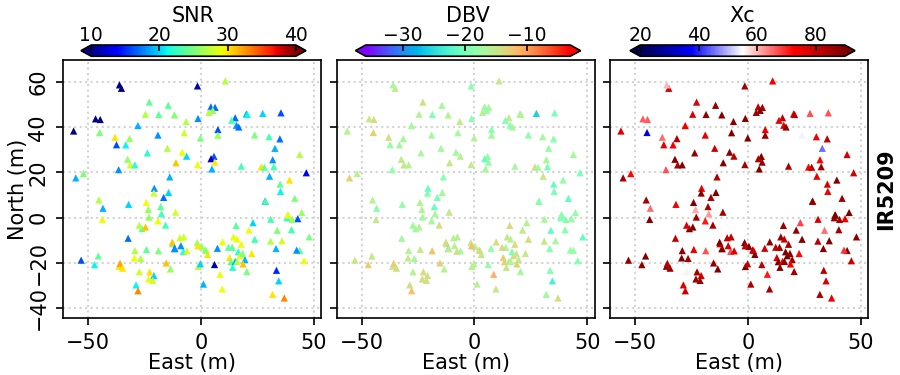 SNR DBV Xc
10 20 30 40 −30 −20 −10 20 40 60 80
60
40
20
0
−20
−40
North (m)
−50 0 50 −50 0 50 −50 0 50
East (m) East (m) East (m)
IR5209